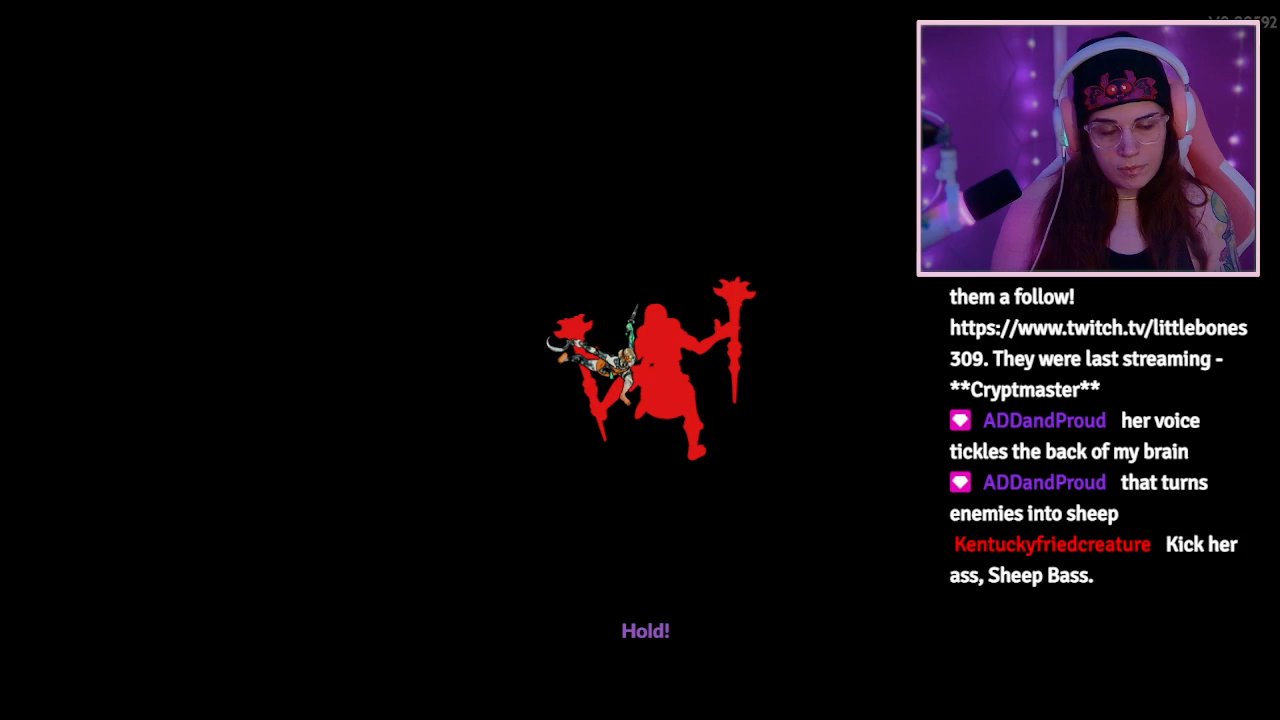 them a follow!
https://www.twitch.tv/littlebones
309. They were last streaming -
**Cryptmaster**
ADDandProud her voice
tickles the back of my brain
ADDandProud that turns
enemies into sheep
Kentuckyfriedcreature Kick her
ass, Sheep Bass.
Hold!